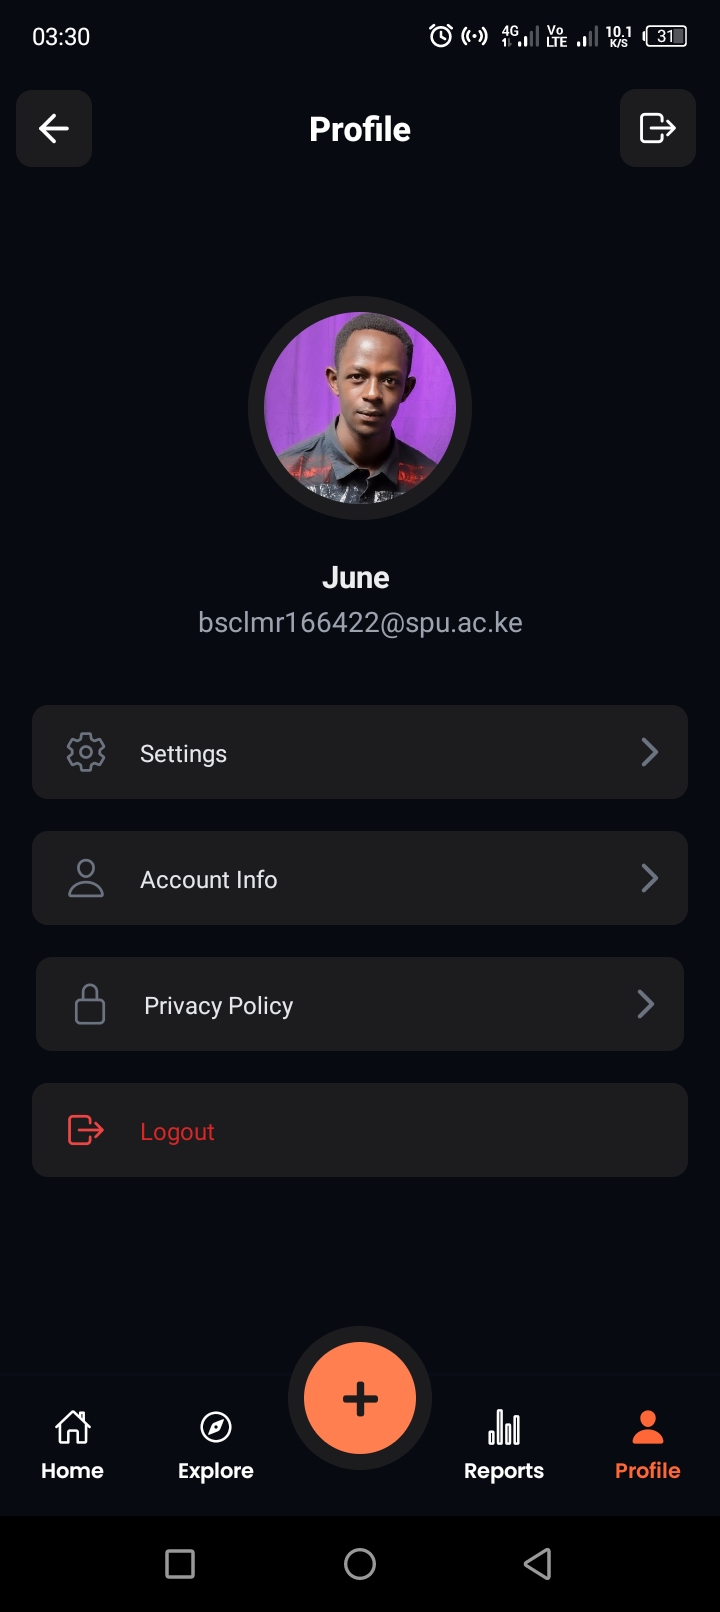 03:30
4G
Vo
LTE
10.1
K/S
31
Profile
June
bsclmr166422@spu.ac.ke
Settings
Account Info
Privacy Policy
Logout
Home
Explore
Reports
Profile